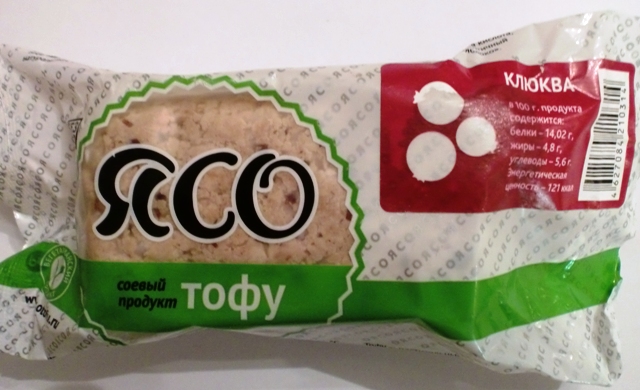 ЯСО
соевый
продукт
тофу
КЛЮКВА
в 100 г. продукта
содержится:
белки – 14,02 г,
жиры – 4,8 г,
углеводы – 5,6 г.
Энергетическая
ценность – 121 ккал
4627084210314